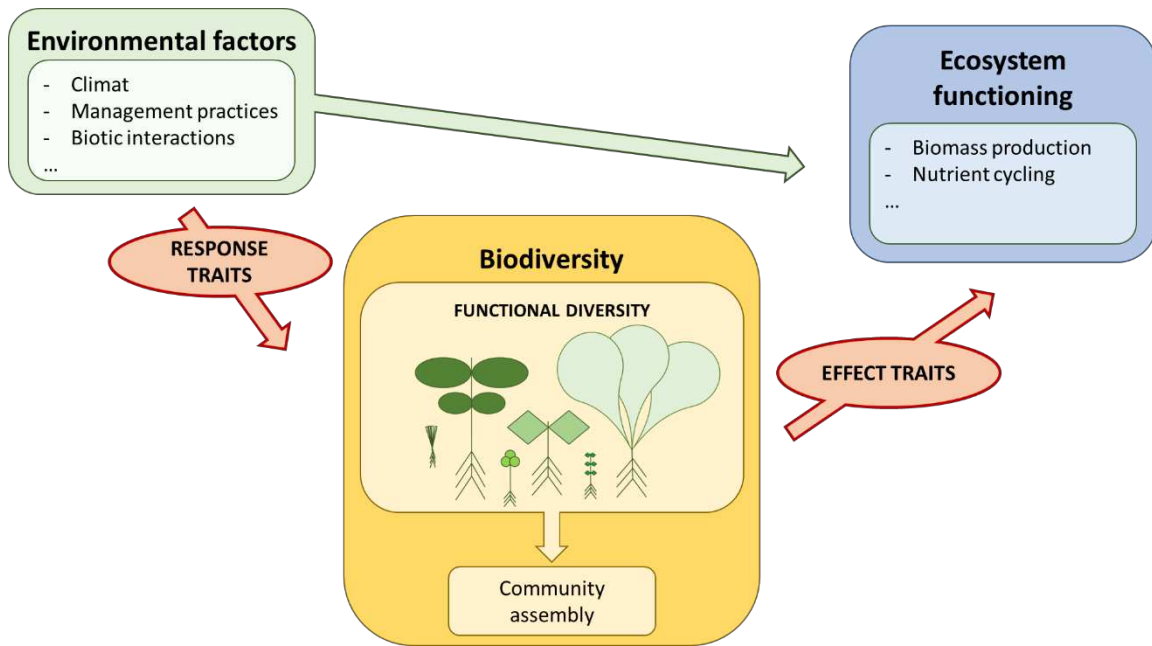 Environmental factors
- Climat
- Management practices
- Biotic interactions
...
Ecosystem
functioning
- Biomass production
- Nutrient cycling
...
RESPONSE
TRAITS
Biodiversity
FUNCTIONAL DIVERSITY
EFFECT TRAITS
Community
assembly